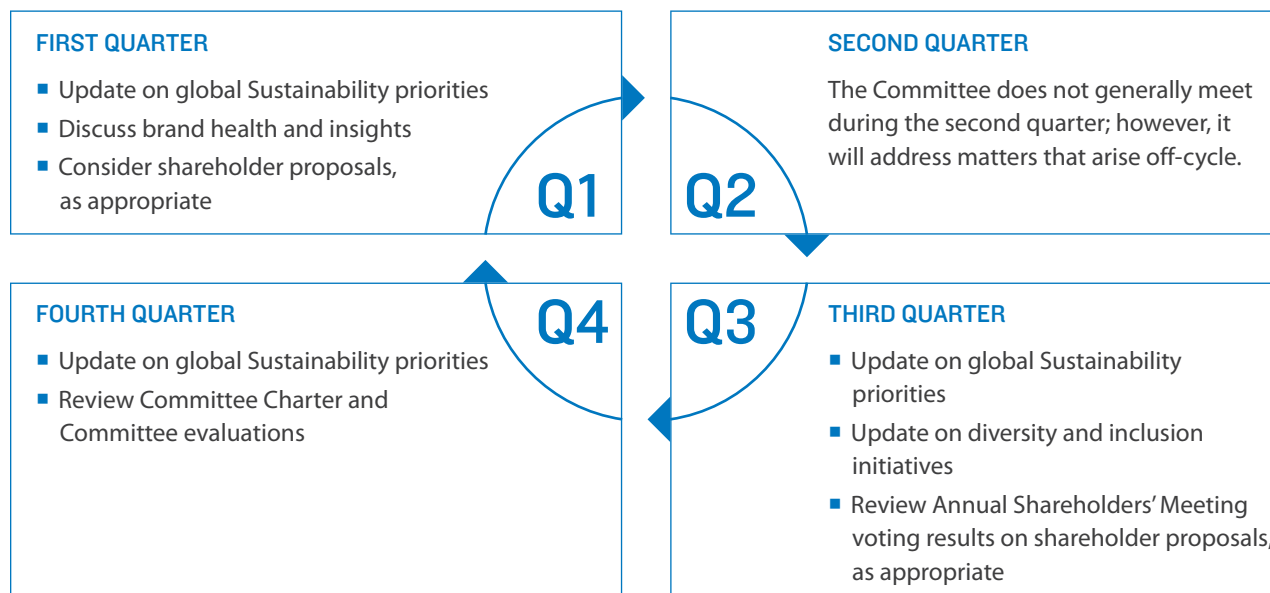 FIRST QUARTER
■ Update on global Sustainability priorities
■ Discuss brand health and insights
■ Consider shareholder proposals,
as appropriate
Q1
SECOND QUARTER
The Committee does not generally meet
during the second quarter; however, it
will address matters that arise off-cycle.
Q2
THIRD QUARTER
■ Update on global Sustainability
priorities
■ Update on diversity and inclusion
initiatives
■ Review Annual Shareholders’ Meeting
voting results on shareholder proposals,
as appropriate
Q3
FOURTH QUARTER
■ Update on global Sustainability priorities
■ Review Committee Charter and
Committee evaluations
Q4